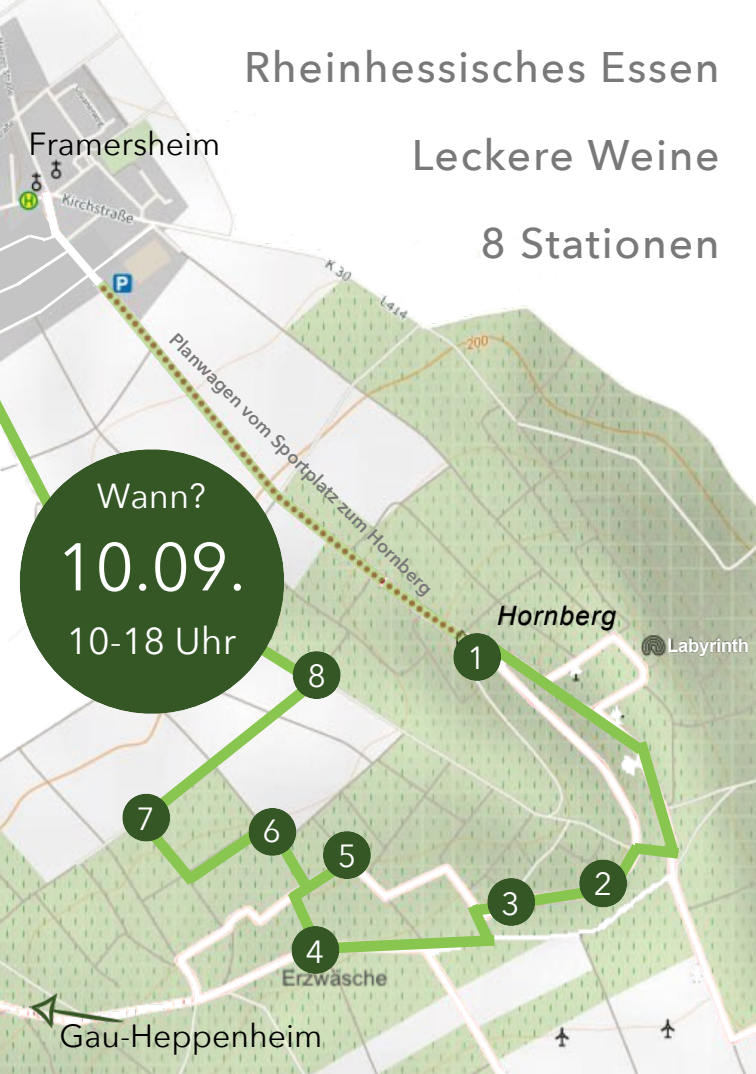 Rheinhessisches Essen
Leckere Weine
8 Stationen
Framersheim
H
Kirchstraße
P
K 30
L414
200
Planwagen vom Sportplatz zum Hornberg
Wann?
10.09.
10-18 Uhr
Hornberg
Labyrinth
1
8
7
6
5
2
3
4
Erzwäsche
Gau-Heppenheim